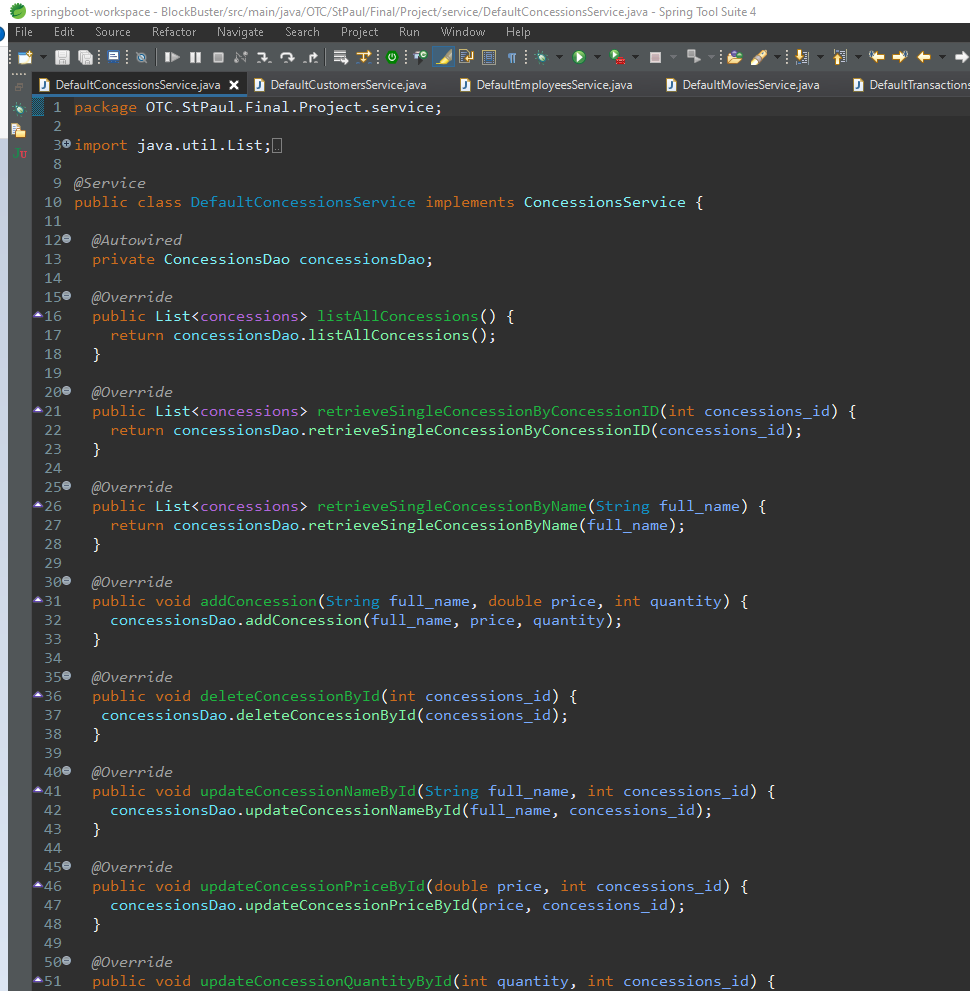 springboot-workspace - BlockBuster/src/main/java/OTC/StPaul/Final/Project/service/DefaultConcessionsService.java - Spring Tool Suite 4
File Edit Source Refactor Navigate Search Project Run Window Help
DefaultConcessionsService.java DefaultCustomersService.java DefaultEmployeesService.java DefaultMoviesService.java DefaultTransactions
1 package OTC.StPaul.Final.Project.service;
2
3 import java.util.List;
8
9 @Service
10 public class DefaultConcessionsService implements ConcessionsService {
11
12 @Autowired
13 private ConcessionsDao concessionsDao;
14
15 @Override
16 public List<concessions> listAllConcessions() {
17 return concessionsDao.listAllConcessions();
18 }
19
20 @Override
21 public List<concessions> retrieveSingleConcessionByConcessionID(int concessions_id) {
22 return concessionsDao.retrieveSingleConcessionByConcessionID(concessions_id);
23 }
24
25 @Override
26 public List<concessions> retrieveSingleConcessionByName(String full_name) {
27 return concessionsDao.retrieveSingleConcessionByName(full_name);
28 }
29
30 @Override
31 public void addConcession(String full_name, double price, int quantity) {
32 concessionsDao.addConcession(full_name, price, quantity);
33 }
34
35 @Override
36 public void deleteConcessionById(int concessions_id) {
37 concessionsDao.deleteConcessionById(concessions_id);
38 }
39
40 @Override
41 public void updateConcessionNameById(String full_name, int concessions_id) {
42 concessionsDao.updateConcessionNameById(full_name, concessions_id);
43 }
44
45 @Override
46 public void updateConcessionPriceById(double price, int concessions_id) {
47 concessionsDao.updateConcessionPriceById(price, concessions_id);
48 }
49
50 @Override
51 public void updateConcessionQuantityById(int quantity, int concessions_id) {